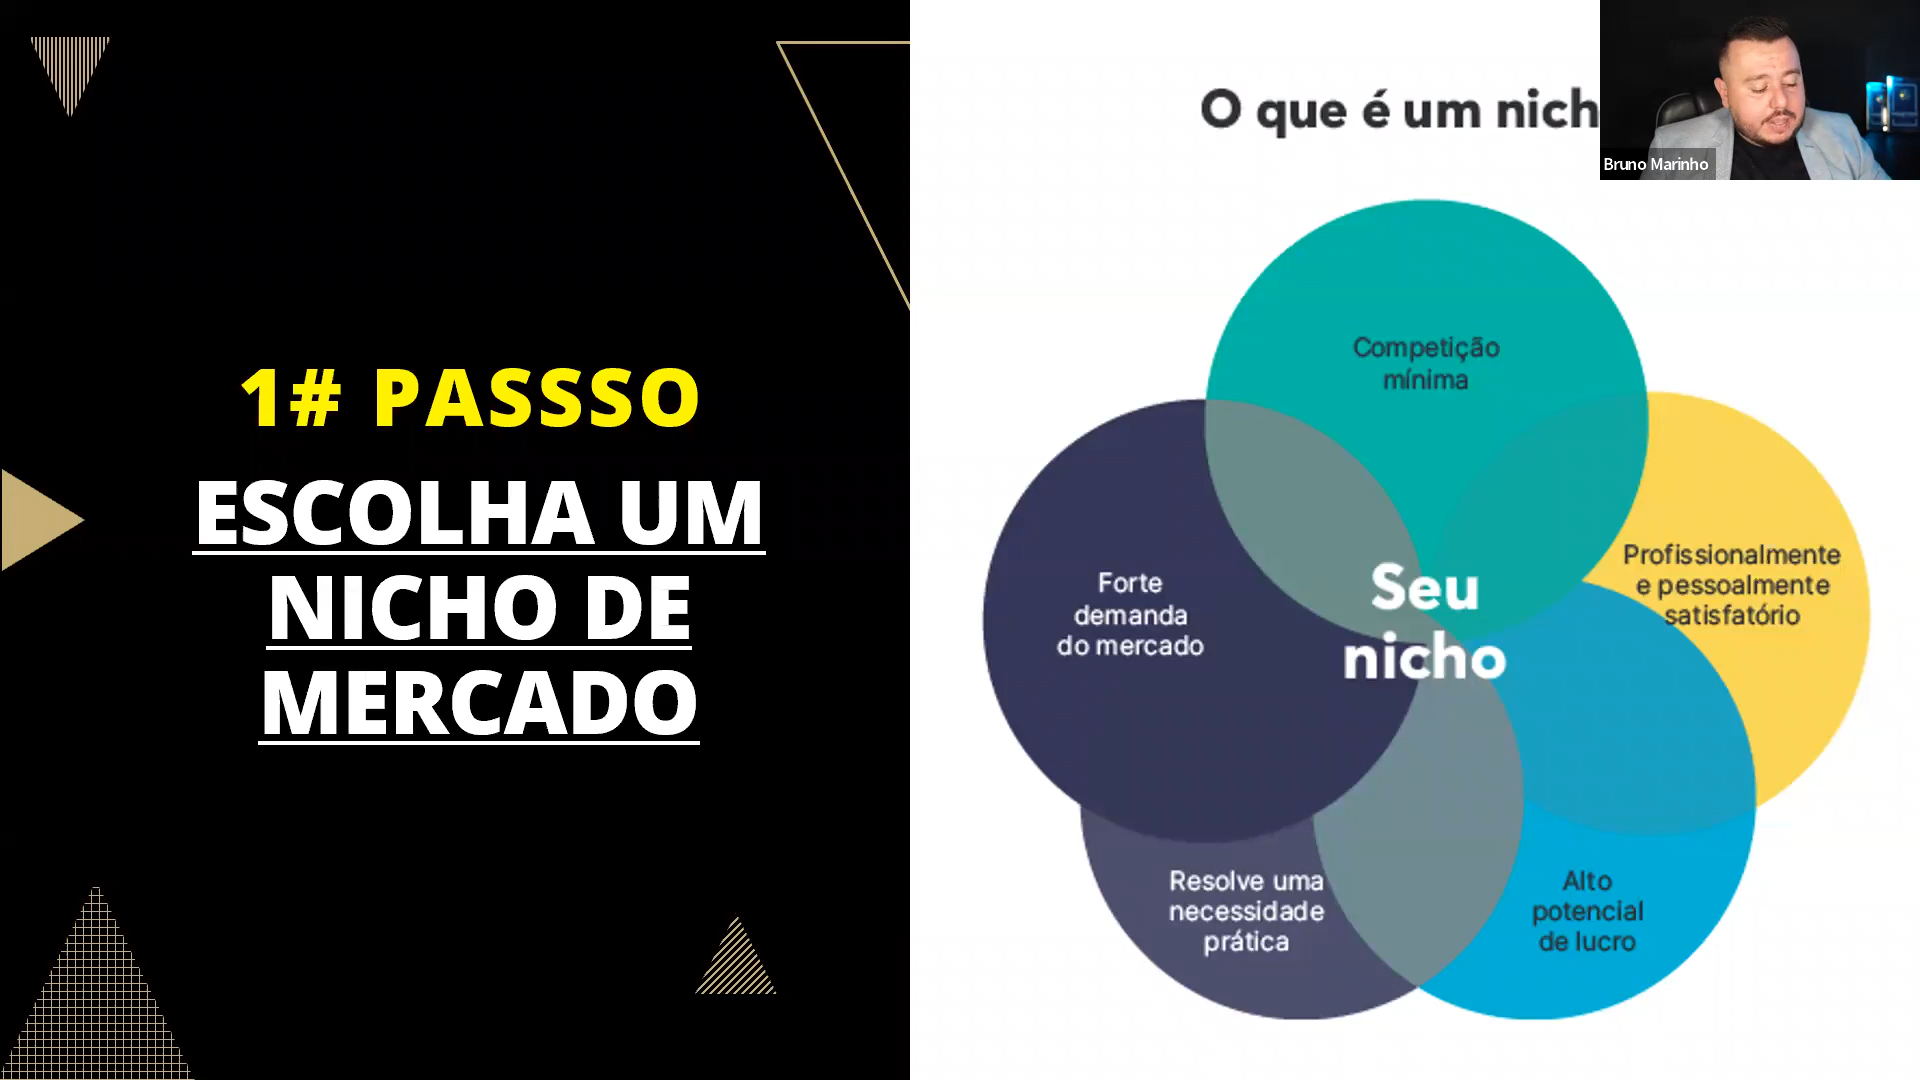 1# PASSSO
ESCOLHA UM
NICHO DE
MERCADO
O que é um nich
Bruno Marinho
Competição
mínima
Forte
demanda
do mercado
Seu
nicho
Profissionalmente
e pessoalmente
satisfatório
Resolve uma
necessidade
prática
Alto
potencial
de lucro